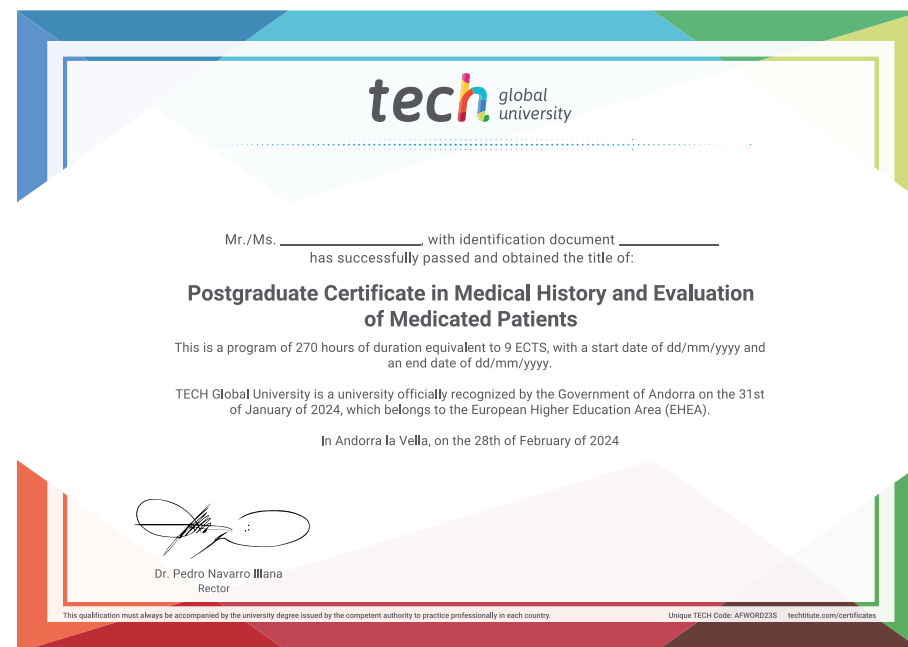 tech global university
Mr./Ms. ____________________, with identification document ______________
has successfully passed and obtained the title of:
Postgraduate Certificate in Medical History and Evaluation
of Medicated Patients
This is a program of 270 hours of duration equivalent to 9 ECTS, with a start date of dd/mm/yyyy and
an end date of dd/mm/yyyy.
TECH Global University is a university officially recognized by the Government of Andorra on the 31st
of January of 2024, which belongs to the European Higher Education Area (EHEA).
In Andorra la Vella, on the 28th of February of 2024
Dr. Pedro Navarro Illana
Rector
This qualification must always be accompanied by the university degree issued by the competent authority to practice professionally in each country. Unique TECH Code: AFWORD23S techtitute.com/certificates